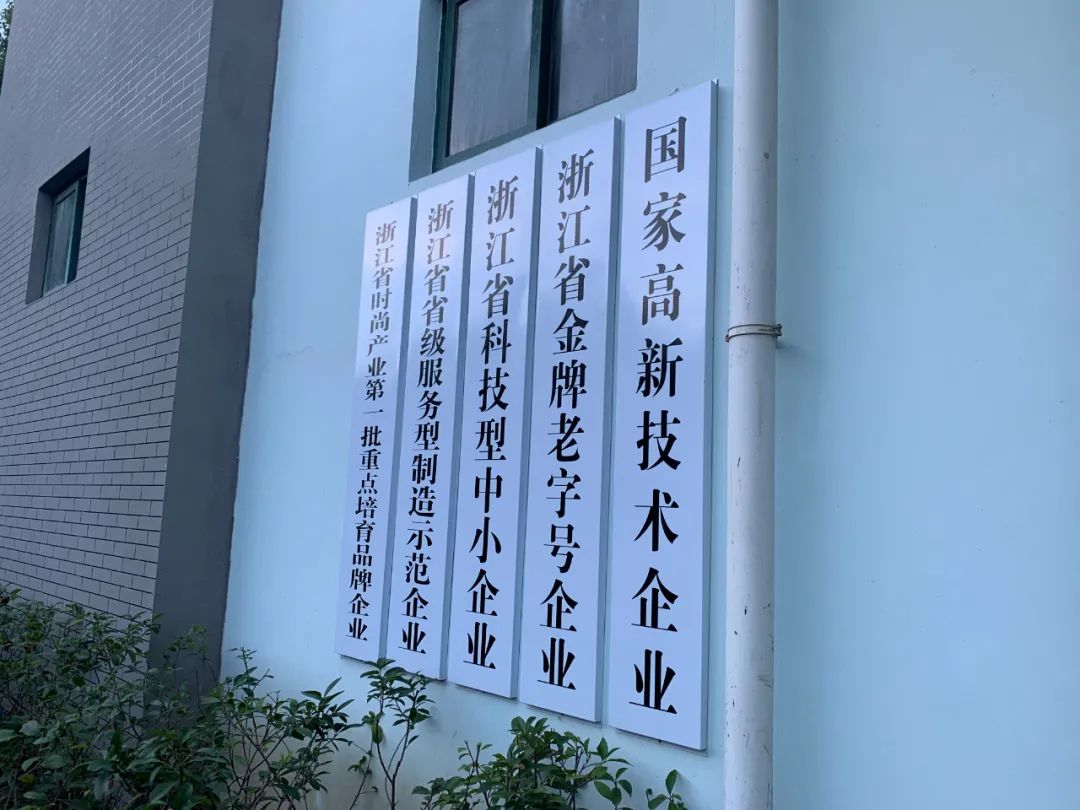 国家高新技术企业
浙江省金牌老字号企业
浙江省科技型中小企业
浙江省省级服务型制造示范企业
浙江省时尚产业第一批重点培育品牌企业